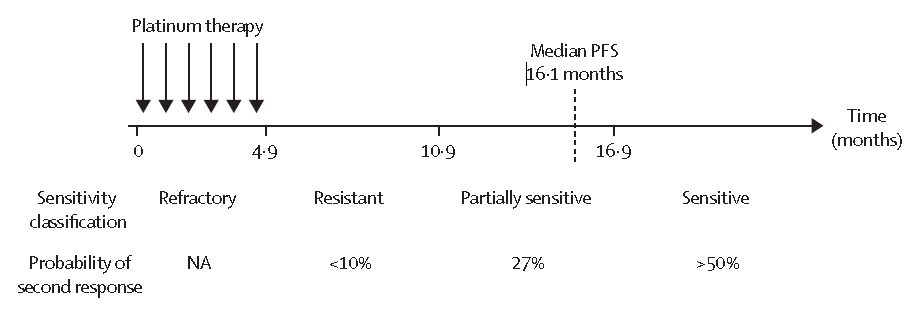 Platinum therapy
Median PFS
16·1 months
Time
(months)
0
4·9
10·9
16·9
Sensitivity
classification
Refractory
Resistant
Partially sensitive
Sensitive
Probability of
second response
NA
<10%
27%
>50%